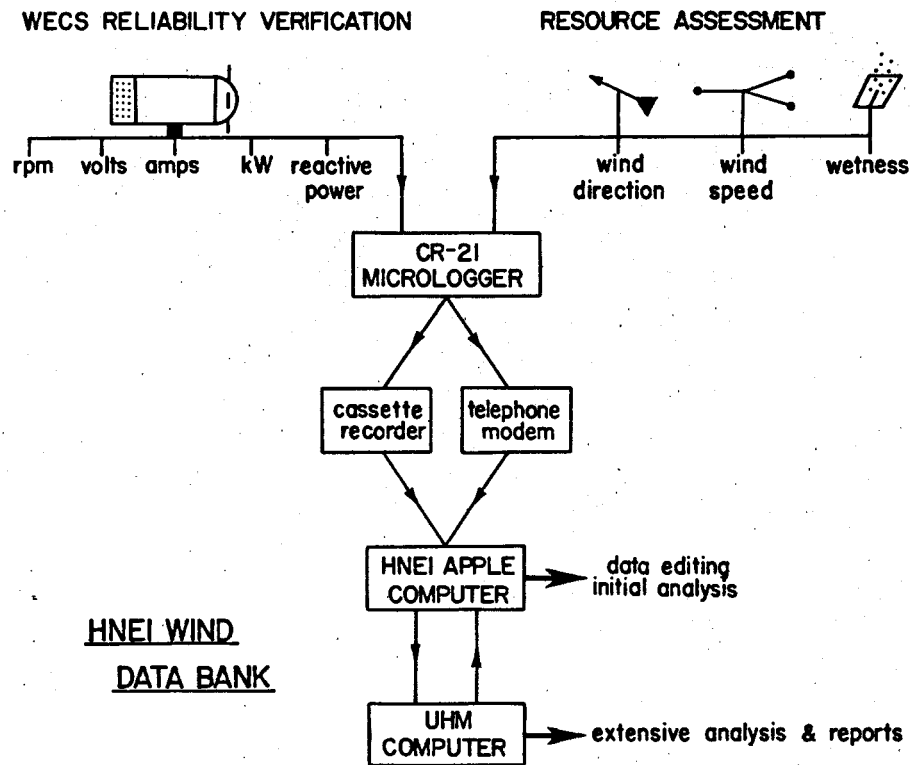 WECS RELIABILITY VERIFICATION
RESOURCE ASSESSMENT
rpm
volts
amps
kW
reactive
power
wind
direction
wind
speed
wetness
CR-21
MICROLOGGER
cassette
recorder
telephone
modem
HNEI APPLE
COMPUTER
data editing
initial analysis
HNEI WIND
DATA BANK
UHM
COMPUTER
extensive analysis & reports